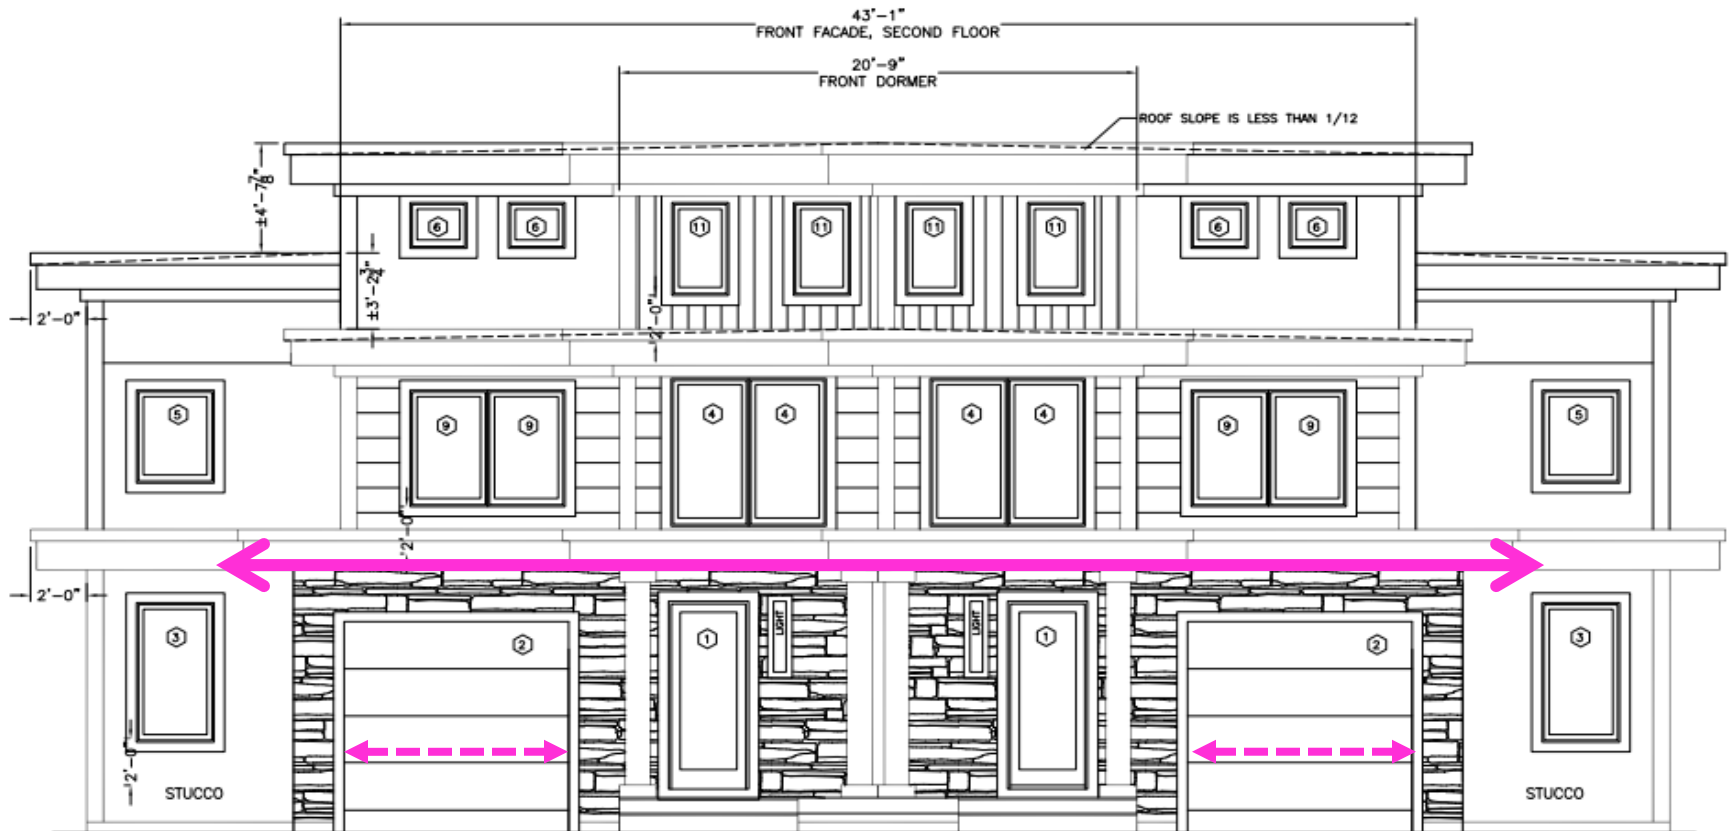 43'-1"
FRONT FACADE, SECOND FLOOR
20'-9"
FRONT DORMER
ROOF SLOPE IS LESS THAN 1/12
±4'-7 7/8"
6 6 11 11 11 11 6 6
±3'-2 3/4"
2'-0"
2'-0"
5 9 9 4 4 4 4 9 9 5
2'-0"
2'-0"
3 2 1 LIGHT LIGHT 1 2 3
2'-0"
STUCCO STUCCO